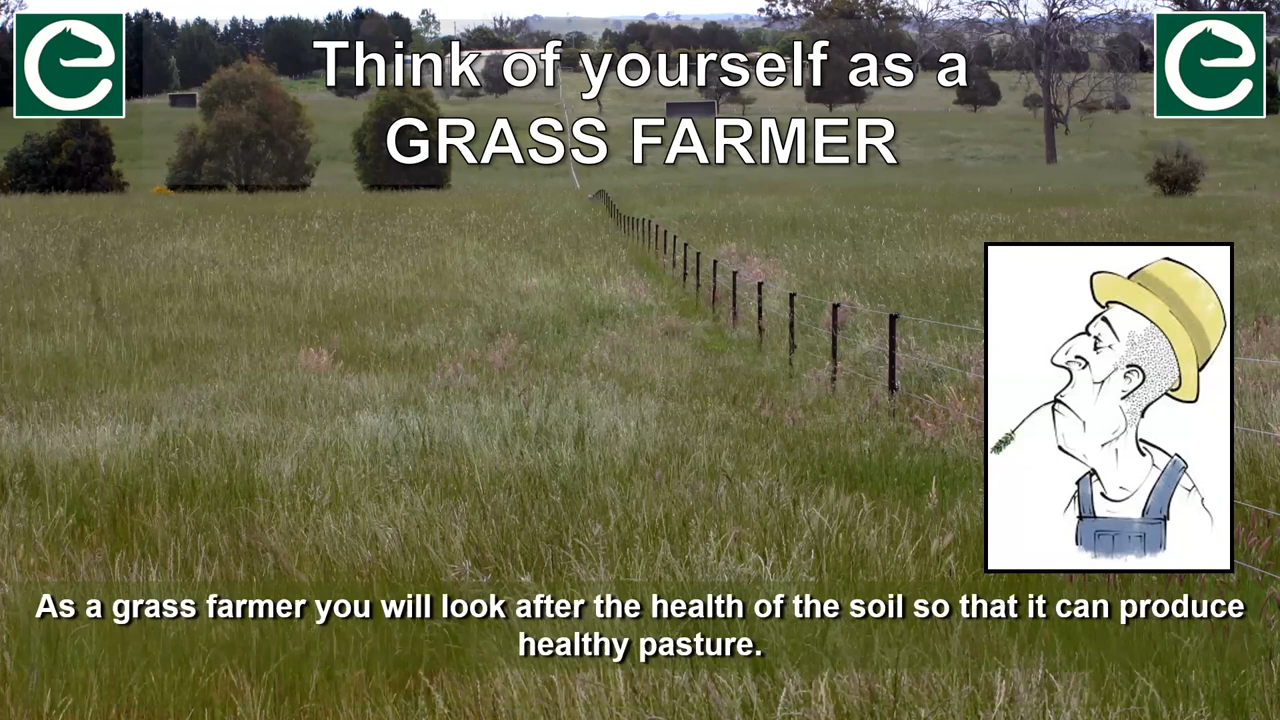 Think of yourself as a
GRASS FARMER
As a grass farmer you will look after the health of the soil so that it can produce
healthy pasture.